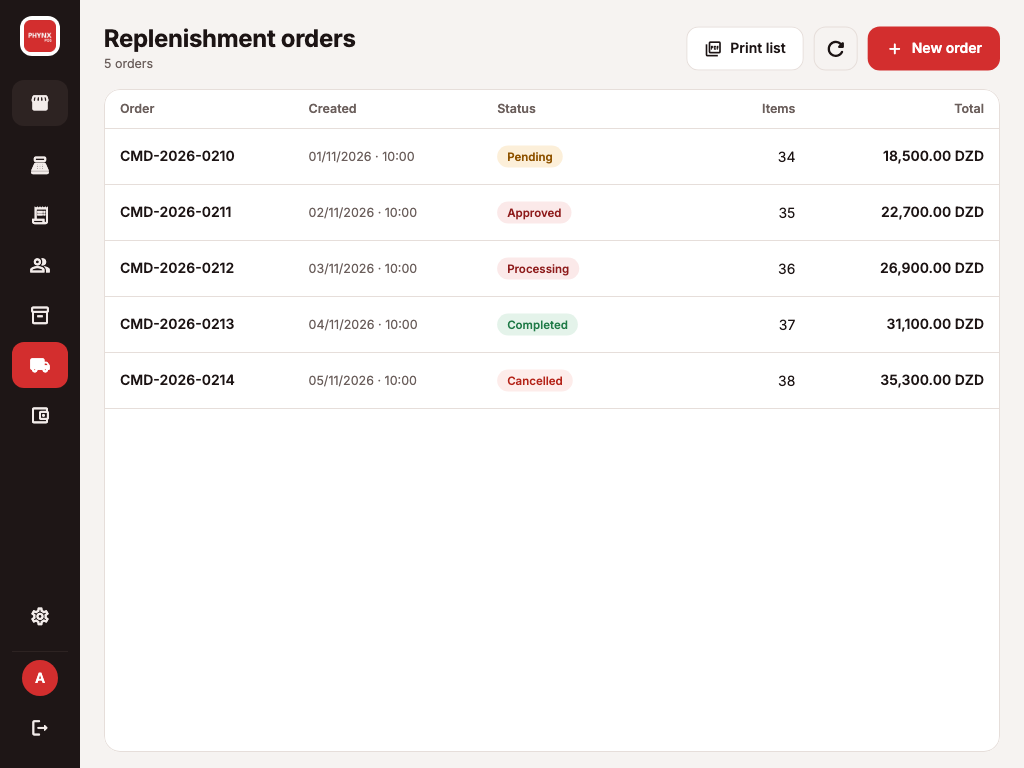 PHYNX
POS
Replenishment orders
5 orders
Print list
New order
Order Created Status Items Total
CMD-2026-0210 01/11/2026 · 10:00 Pending 34 18,500.00 DZD
CMD-2026-0211 02/11/2026 · 10:00 Approved 35 22,700.00 DZD
CMD-2026-0212 03/11/2026 · 10:00 Processing 36 26,900.00 DZD
CMD-2026-0213 04/11/2026 · 10:00 Completed 37 31,100.00 DZD
CMD-2026-0214 05/11/2026 · 10:00 Cancelled 38 35,300.00 DZD
A